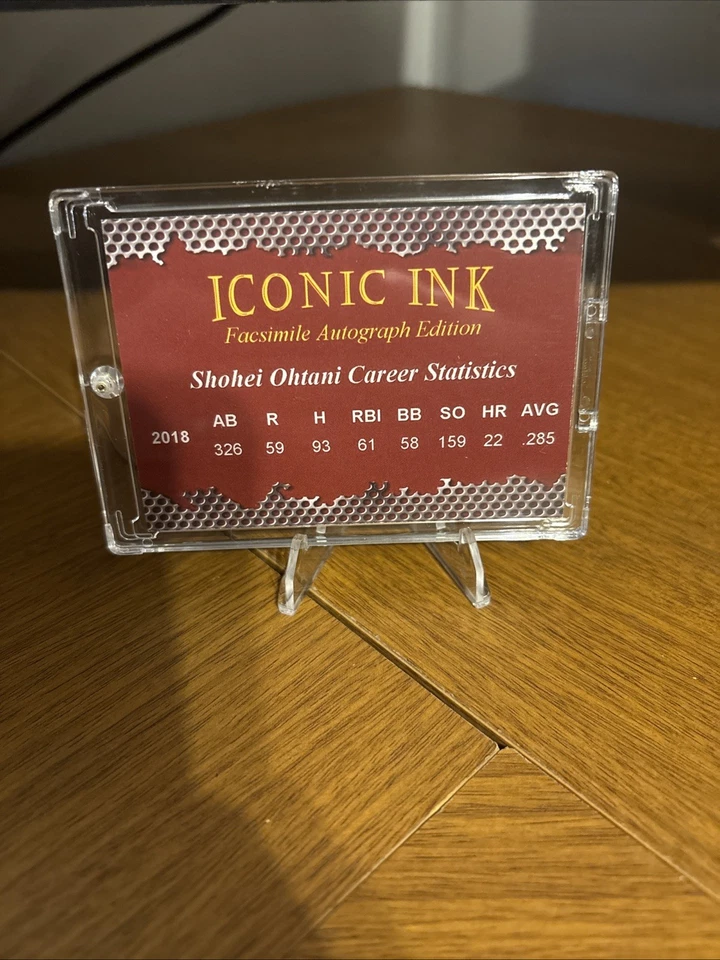 ICONIC INK
Facsimile Autograph Edition
Shohei Ohtani Career Statistics
AB R H RBI BB SO HR AVG
2018 326 59 93 61 58 159 22 .285